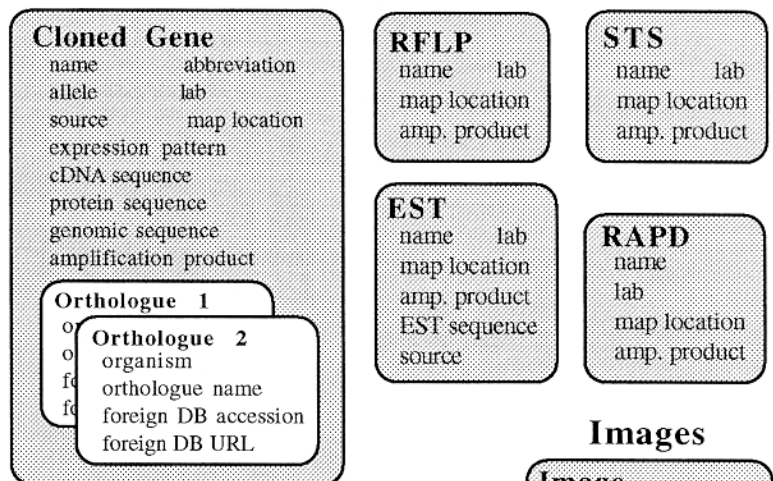 Cloned Gene
name abbreviation
allele lab
source map location
expression pattern
cDNA sequence
protein sequence
genomic sequence
amplification product
Orthologue 1
Orthologue 2
organism
orthologue name
foreign DB accession
foreign DB URL
RFLP
name lab
map location
amp. product
STS
name lab
map location
amp. product
EST
name lab
map location
amp. product
EST sequence
source
RAPD
name
lab
map location
amp. product
Images
Image